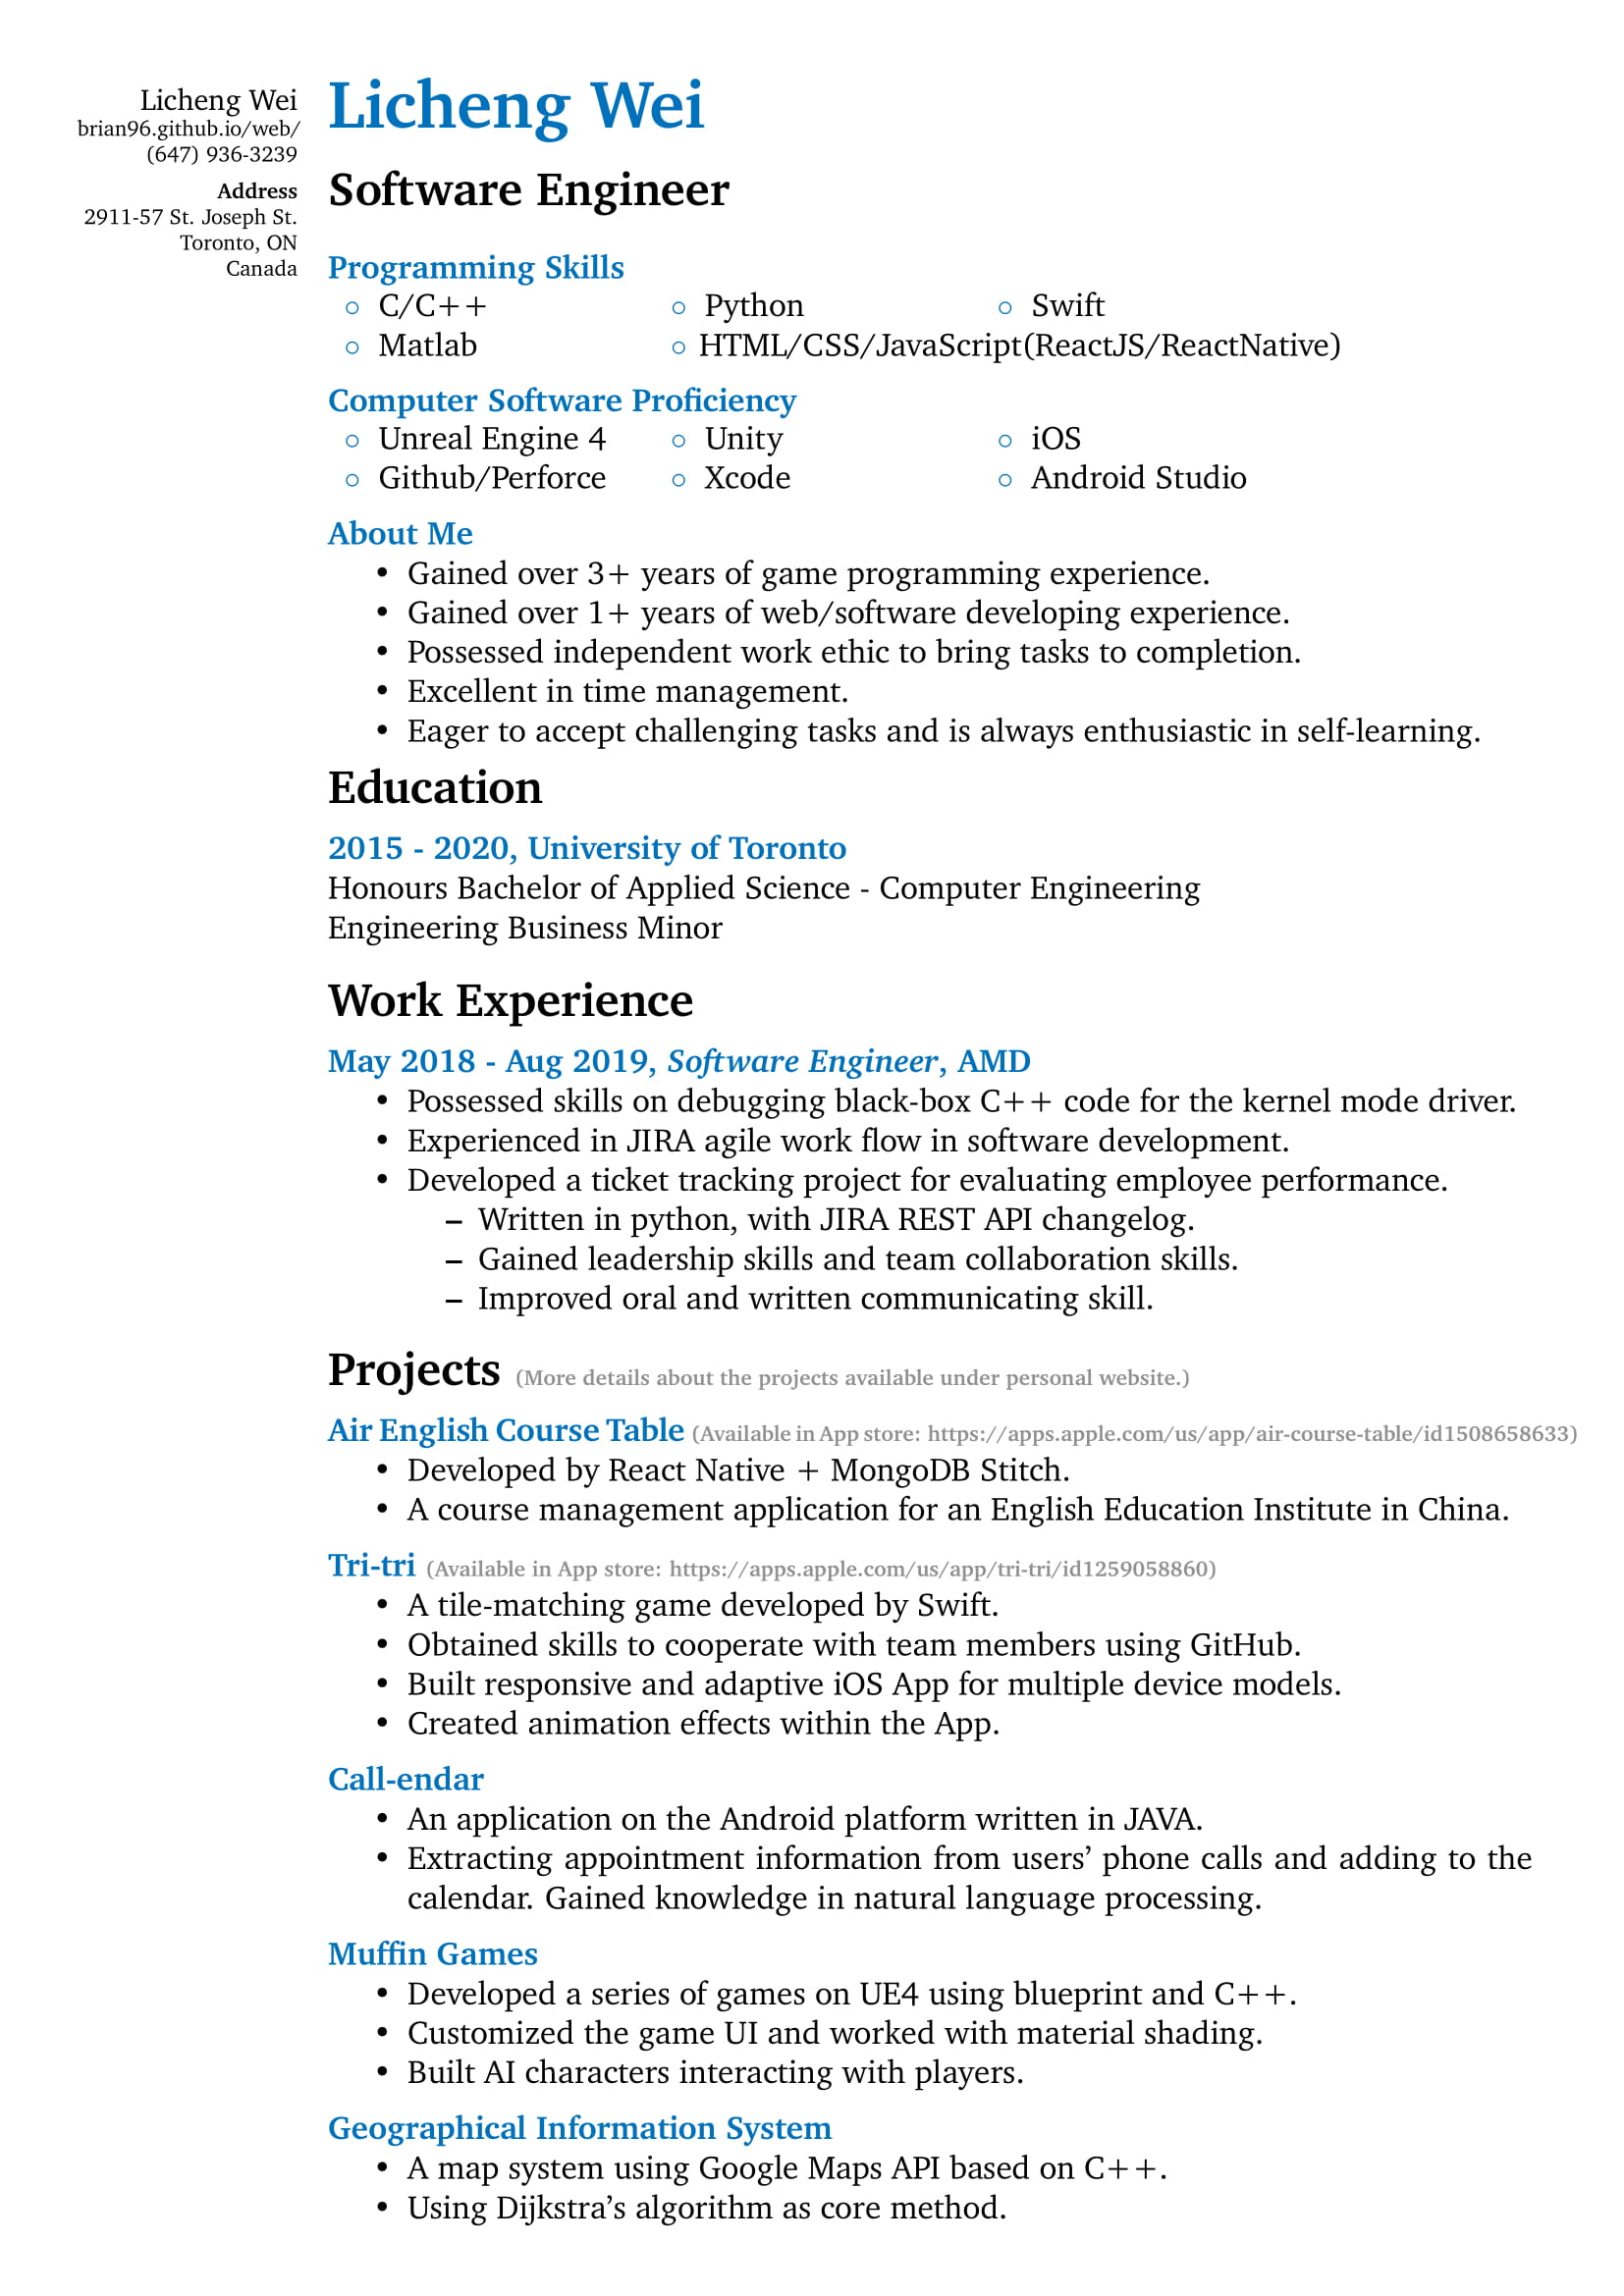 Licheng Wei
brian96.github.io/web/
(647) 936-3239
Address
2911-57 St. Joseph St.
Toronto, ON
Canada
Licheng Wei
Software Engineer
Programming Skills
○ C/C++ ○ Python ○ Swift
○ Matlab ○ HTML/CSS/JavaScript(ReactJS/ReactNative)
Computer Software Proficiency
○ Unreal Engine 4 ○ Unity ○ iOS
○ Github/Perforce ○ Xcode ○ Android Studio
About Me
• Gained over 3+ years of game programming experience.
• Gained over 1+ years of web/software developing experience.
• Possessed independent work ethic to bring tasks to completion.
• Excellent in time management.
• Eager to accept challenging tasks and is always enthusiastic in self-learning.
Education
2015 - 2020, University of Toronto
Honours Bachelor of Applied Science - Computer Engineering
Engineering Business Minor
Work Experience
May 2018 - Aug 2019, Software Engineer, AMD
• Possessed skills on debugging black-box C++ code for the kernel mode driver.
• Experienced in JIRA agile work flow in software development.
• Developed a ticket tracking project for evaluating employee performance.
– Written in python, with JIRA REST API changelog.
– Gained leadership skills and team collaboration skills.
– Improved oral and written communicating skill.
Projects (More details about the projects available under personal website.)
Air English Course Table (Available in App store: https://apps.apple.com/us/app/air-course-table/id1508658633)
• Developed by React Native + MongoDB Stitch.
• A course management application for an English Education Institute in China.
Tri-tri (Available in App store: https://apps.apple.com/us/app/tri-tri/id1259058860)
• A tile-matching game developed by Swift.
• Obtained skills to cooperate with team members using GitHub.
• Built responsive and adaptive iOS App for multiple device models.
• Created animation effects within the App.
Call-endar
• An application on the Android platform written in JAVA.
• Extracting appointment information from users’ phone calls and adding to the
calendar. Gained knowledge in natural language processing.
Muffin Games
• Developed a series of games on UE4 using blueprint and C++.
• Customized the game UI and worked with material shading.
• Built AI characters interacting with players.
Geographical Information System
• A map system using Google Maps API based on C++.
• Using Dijkstra’s algorithm as core method.